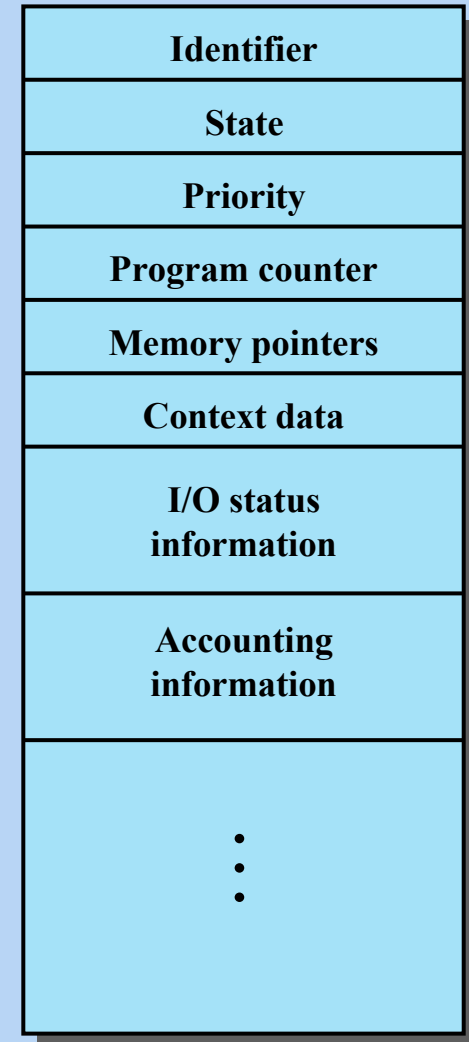 Identifier
State
Priority
Program counter
Memory pointers
Context data
I/O status
information
Accounting
information
•
•
•